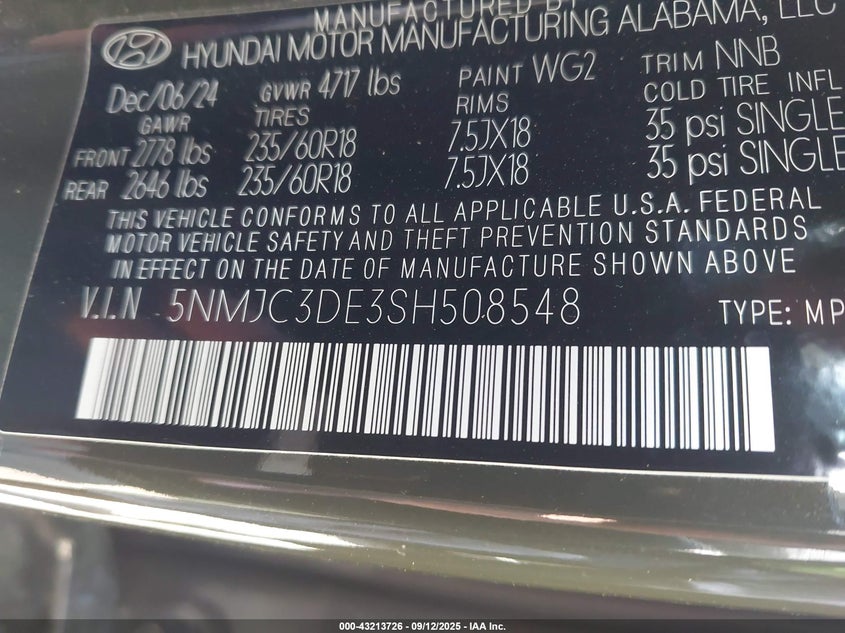 MANUFACTURED BY
HYUNDAI MOTOR MANUFACTURING ALABAMA, LLC
Dec/06/24 GVWR 4717 lbs PAINT WG2 TRIM NNB
GAWR TIRES RIMS COLD TIRE INFL
FRONT 2778 lbs 235/60R18 7.5JX18 35 psi SINGLE
REAR 2646 lbs 235/60R18 7.5JX18 35 psi SINGLE
THIS VEHICLE CONFORMS TO ALL APPLICABLE U.S.A. FEDERAL
MOTOR VEHICLE SAFETY AND THEFT PREVENTION STANDARDS
IN EFFECT ON THE DATE OF MANUFACTURE SHOWN ABOVE
V.I.N 5NMJC3DE3SH508548 TYPE: MP
000-43213726 - 09/12/2025 - IAA Inc.